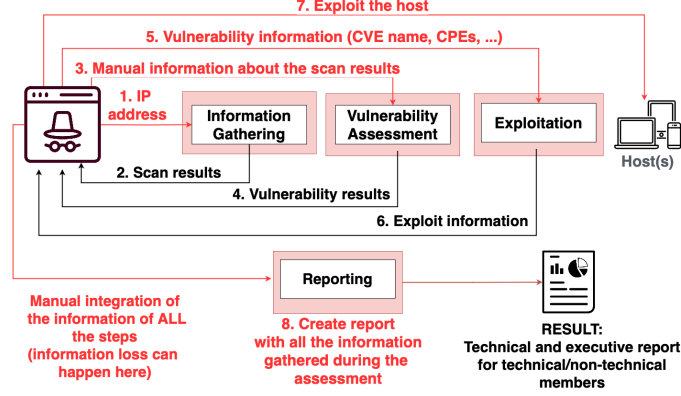 7. Exploit the host
5. Vulnerability information (CVE name, CPEs, ...)
3. Manual information about the scan results
1. IP
address
Information
Gathering
Vulnerability
Assessment
Exploitation
Host(s)
2. Scan results
4. Vulnerability results
6. Exploit information
Reporting
Manual integration of
the information of ALL
the steps
(information loss can
happen here)
8. Create report
with all the information
gathered during the
assessment
RESULT:
Technical and executive report
for technical/non-technical
members